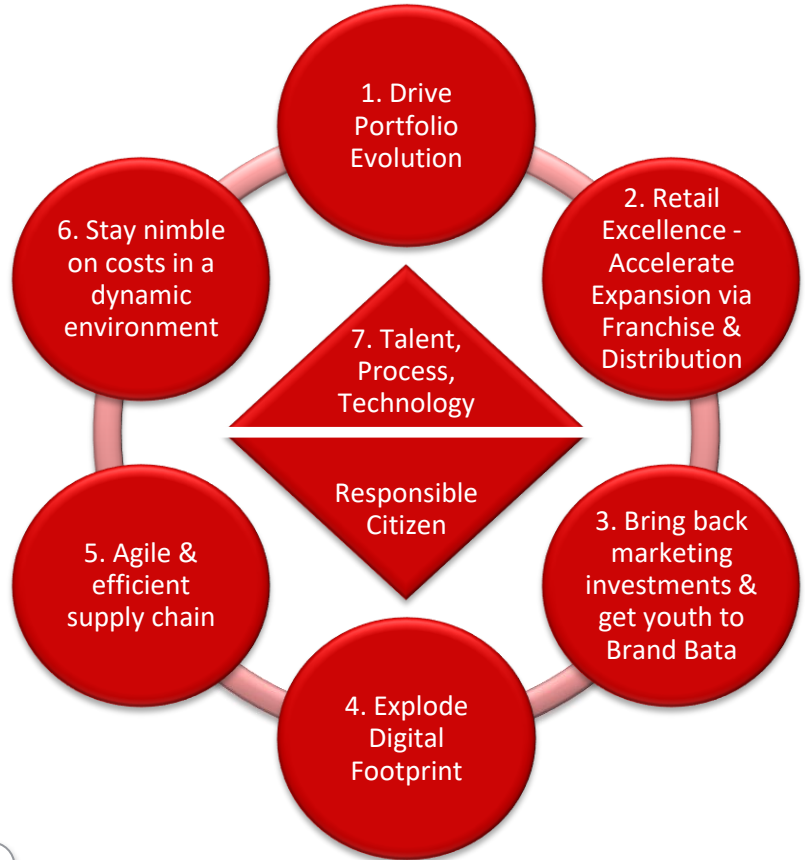 1. Drive
Portfolio
Evolution
2. Retail
Excellence -
Accelerate
Expansion via
Franchise &
Distribution
3. Bring back
marketing
investments &
get youth to
Brand Bata
4. Explode
Digital
Footprint
5. Agile &
efficient
supply chain
6. Stay nimble
on costs in a
dynamic
environment
7. Talent,
Process,
Technology
Responsible
Citizen